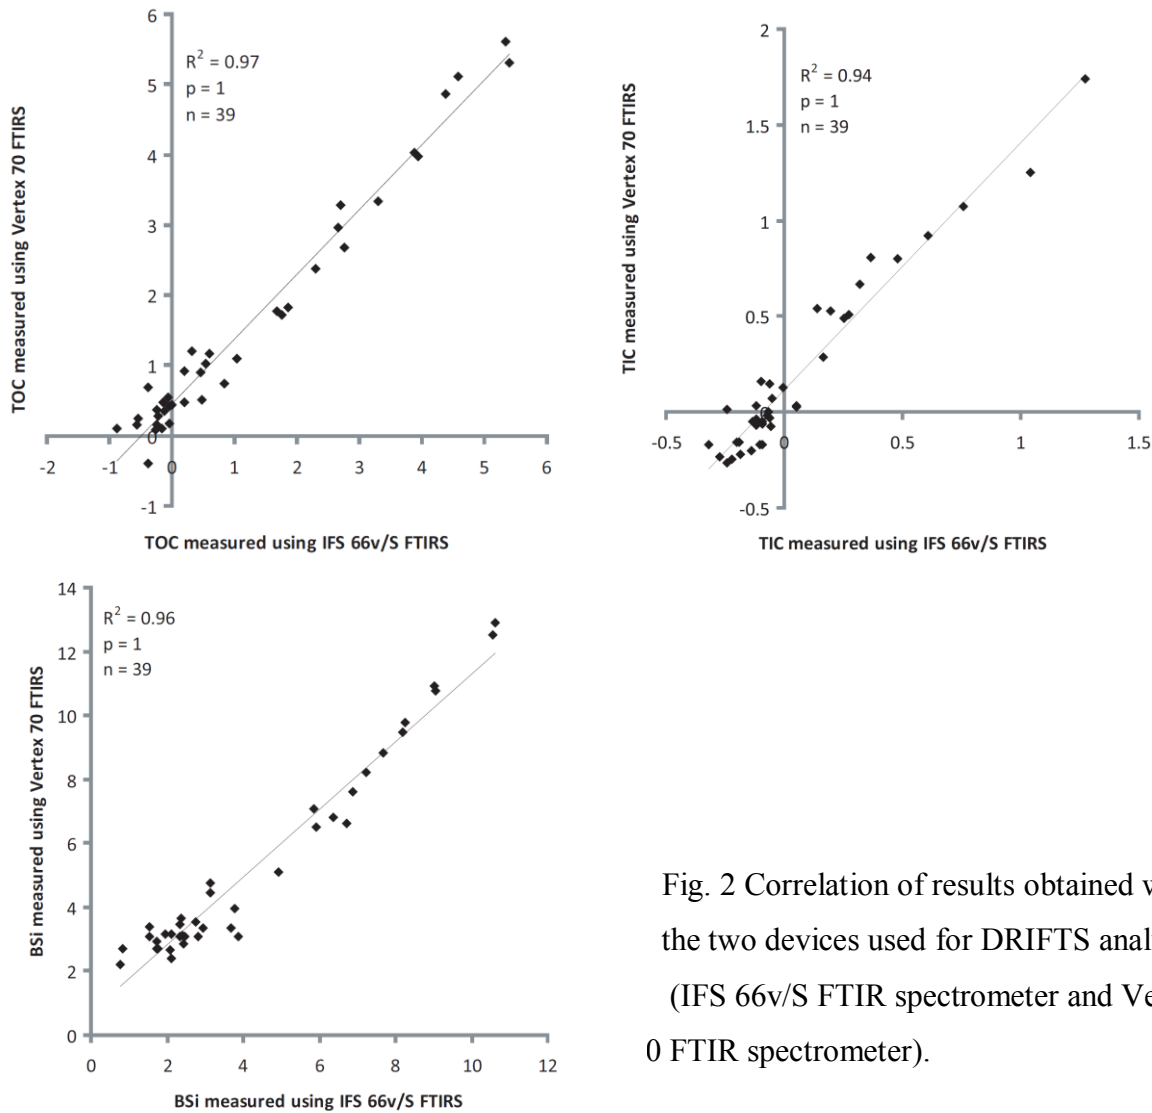 6
5
4
3
2
1
0
-1
-2
-1
0
1
2
3
4
5
6
R2 = 0.97
p = 1
n = 39
TOC measured using Vertex 70 FTIRS
TOC measured using IFS 66v/S FTIRS
2
1.5
1
0.5
0
-0.5
-0.5
0
0.5
1
1.5
R2 = 0.94
p = 1
n = 39
TIC measured using Vertex 70 FTIRS
TIC measured using IFS 66v/S FTIRS
14
12
10
8
6
4
2
0
0
2
4
6
8
10
12
R2 = 0.96
p = 1
n = 39
BSi measured using Vertex 70 FTIRS
BSi measured using IFS 66v/S FTIRS
Fig. 2 Correlation of results obtained
the two devices used for DRIFTS
(IFS 66v/S FTIR spectrometer and
0 FTIR spectrometer).